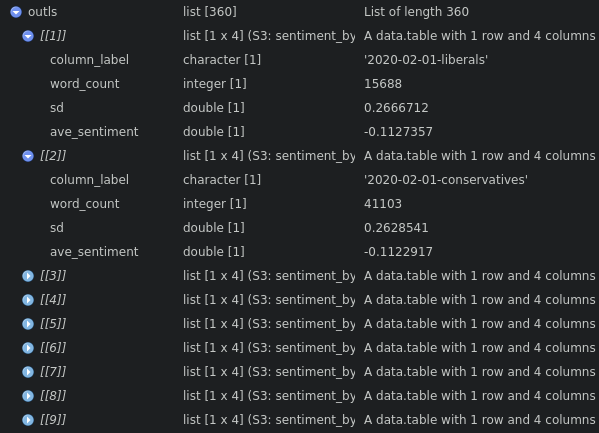 outls list [360] List of length 360
[[1]] list [1 x 4] (S3: sentiment_by A data.table with 1 row and 4 columns
column_label character [1] '2020-02-01-liberals'
word_count integer [1] 15688
sd double [1] 0.2666712
ave_sentiment double [1] -0.1127357
[[2]] list [1 x 4] (S3: sentiment_by A data.table with 1 row and 4 columns
column_label character [1] '2020-02-01-conservatives'
word_count integer [1] 41103
sd double [1] 0.2628541
ave_sentiment double [1] -0.1122917
[[3]] list [1 x 4] (S3: sentiment_by A data.table with 1 row and 4 columns
[[4]] list [1 x 4] (S3: sentiment_by A data.table with 1 row and 4 columns
[[5]] list [1 x 4] (S3: sentiment_by A data.table with 1 row and 4 columns
[[6]] list [1 x 4] (S3: sentiment_by A data.table with 1 row and 4 columns
[[7]] list [1 x 4] (S3: sentiment_by A data.table with 1 row and 4 columns
[[8]] list [1 x 4] (S3: sentiment_by A data.table with 1 row and 4 columns
[[9]] list [1 x 4] (S3: sentiment_by A data.table with 1 row and 4 columns